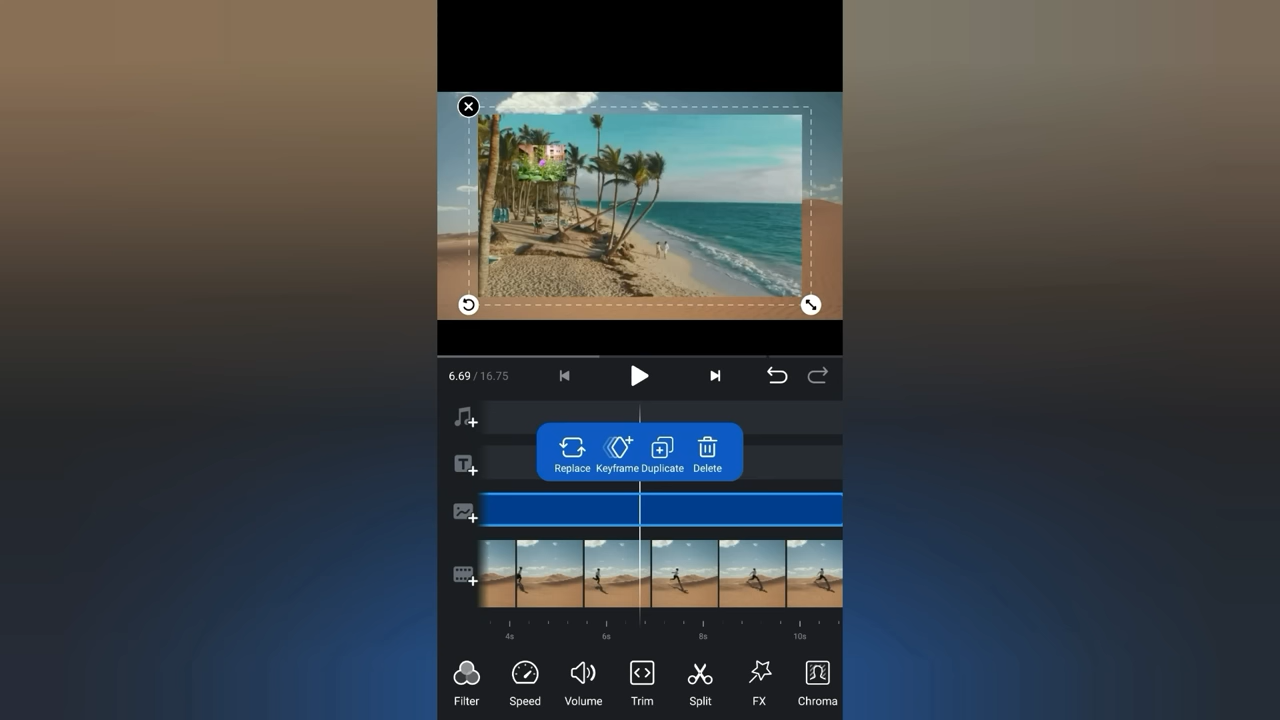 6.69 / 16.75
Replace Keyframe Duplicate Delete
T
4s 6s 8s 10s
Filter Speed Volume Trim Split FX Chroma